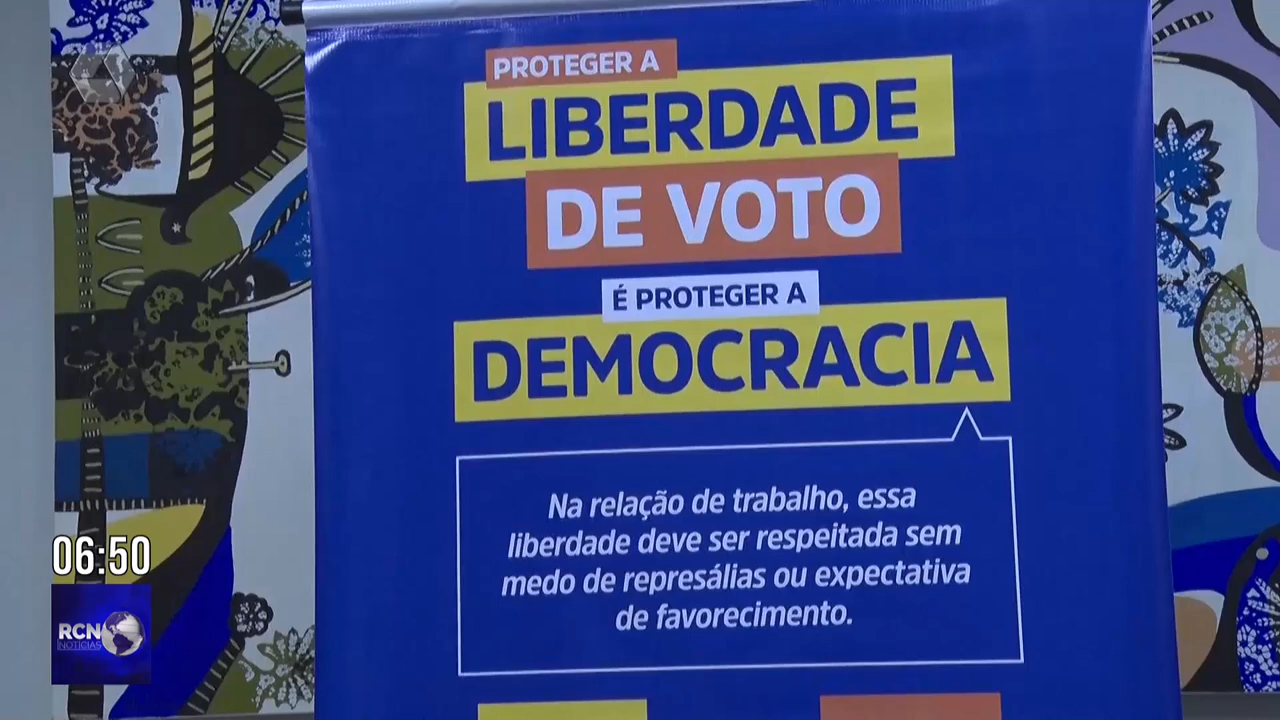 PROTEGER A
LIBERDADE
DE VOTO
É PROTEGER A
DEMOCRACIA
Na relação de trabalho, essa
liberdade deve ser respeitada sem
medo de represálias ou expectativa
de favorecimento.
06:50
RCN
NOTÍCIAS